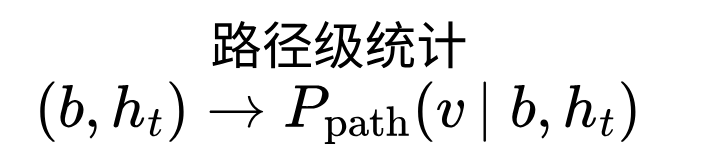 路径级统计
(b, h_t) → P_path(v | b, h_t)